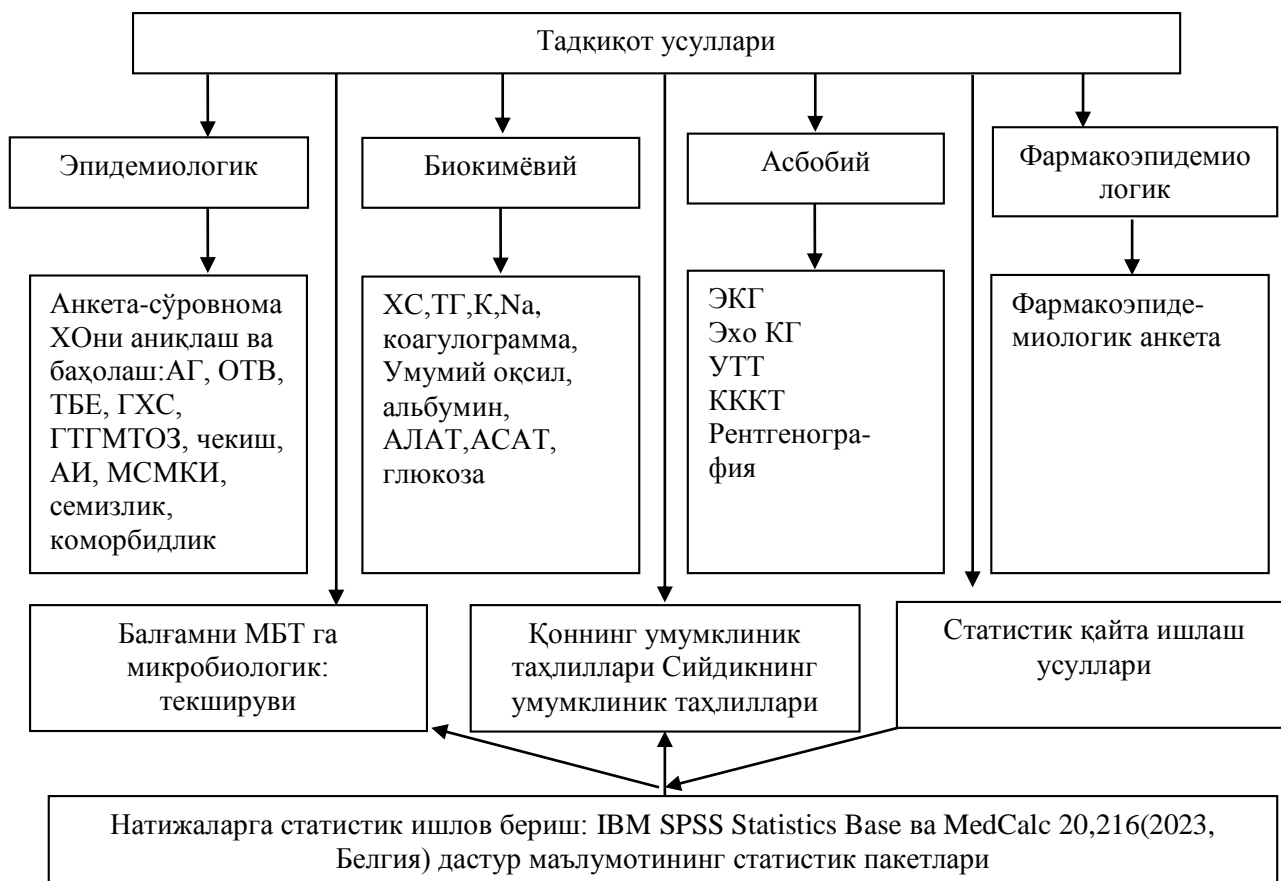 Тадқиқот усуллари
Эпидемиологик
Биокимёвий
Асбобий
Фармакоэпидемио
логик
Анкета-сўровнома
ХОни аниқлаш ва
баҳолаш:АГ, ОТВ,
ТБЕ, ГХС,
ГТГМТОЗ, чекиш,
АИ, МСМКИ,
семизлик,
коморбидлик
ХС,ТГ,К,Na,
коагулограмма,
Умумий оқсил,
альбумин,
АЛАТ,АСАТ,
глюкоза
ЭКГ
Эхо КГ
УТТ
КККТ
Рентгеногра-
фия
Фармакоэпиде-
миологик анкета
Балғамни МБТ га
микробиологик:
текшируви
Қоннинг умумклиник
таҳлиллари Сийдикнинг
умумклиник таҳлиллари
Статистик қайта ишлаш
усуллари
Натижаларга статистик ишлов бериш: IBM SPSS Statistics Base ва MedCalc 20,216(2023,
Белгия) дастур маълумотининг статистик пакетлари